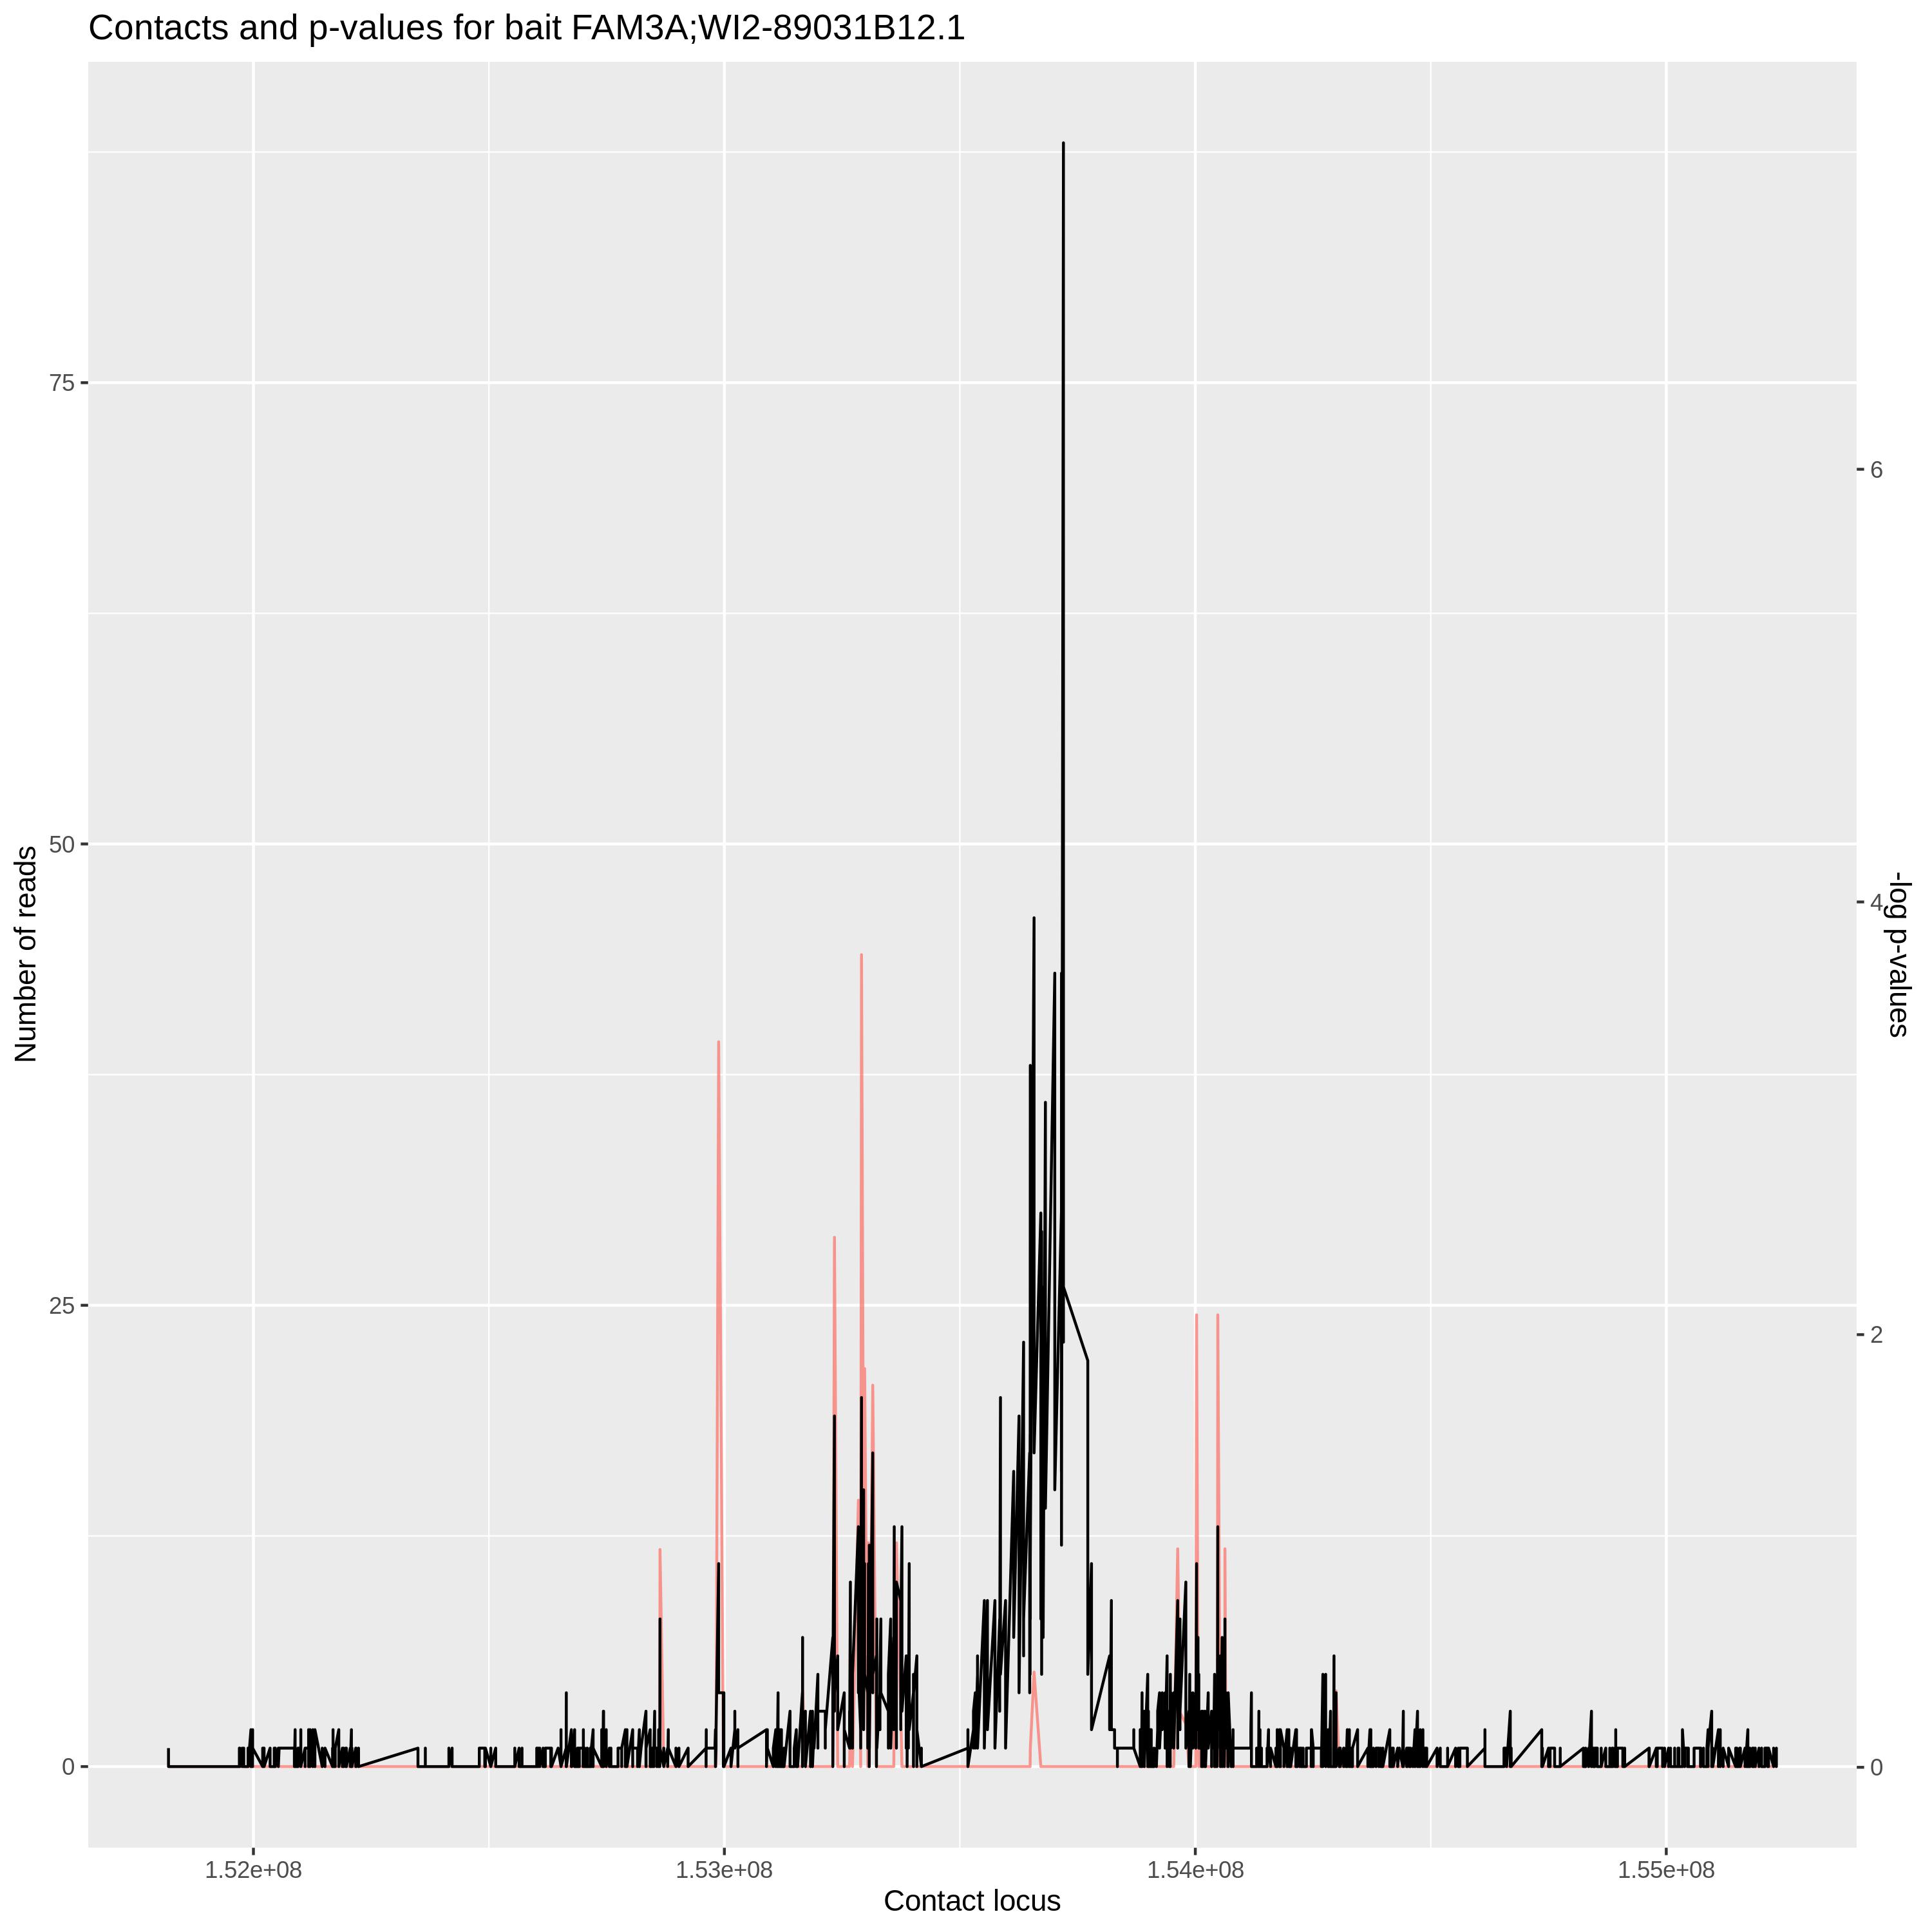 Contacts and p-values for bait FAM3A;WI2-89031B12.1
75
50
25
0
6
4
2
0
Number of reads
-log p-values
1.52e+08 1.53e+08 1.54e+08 1.55e+08
Contact locus